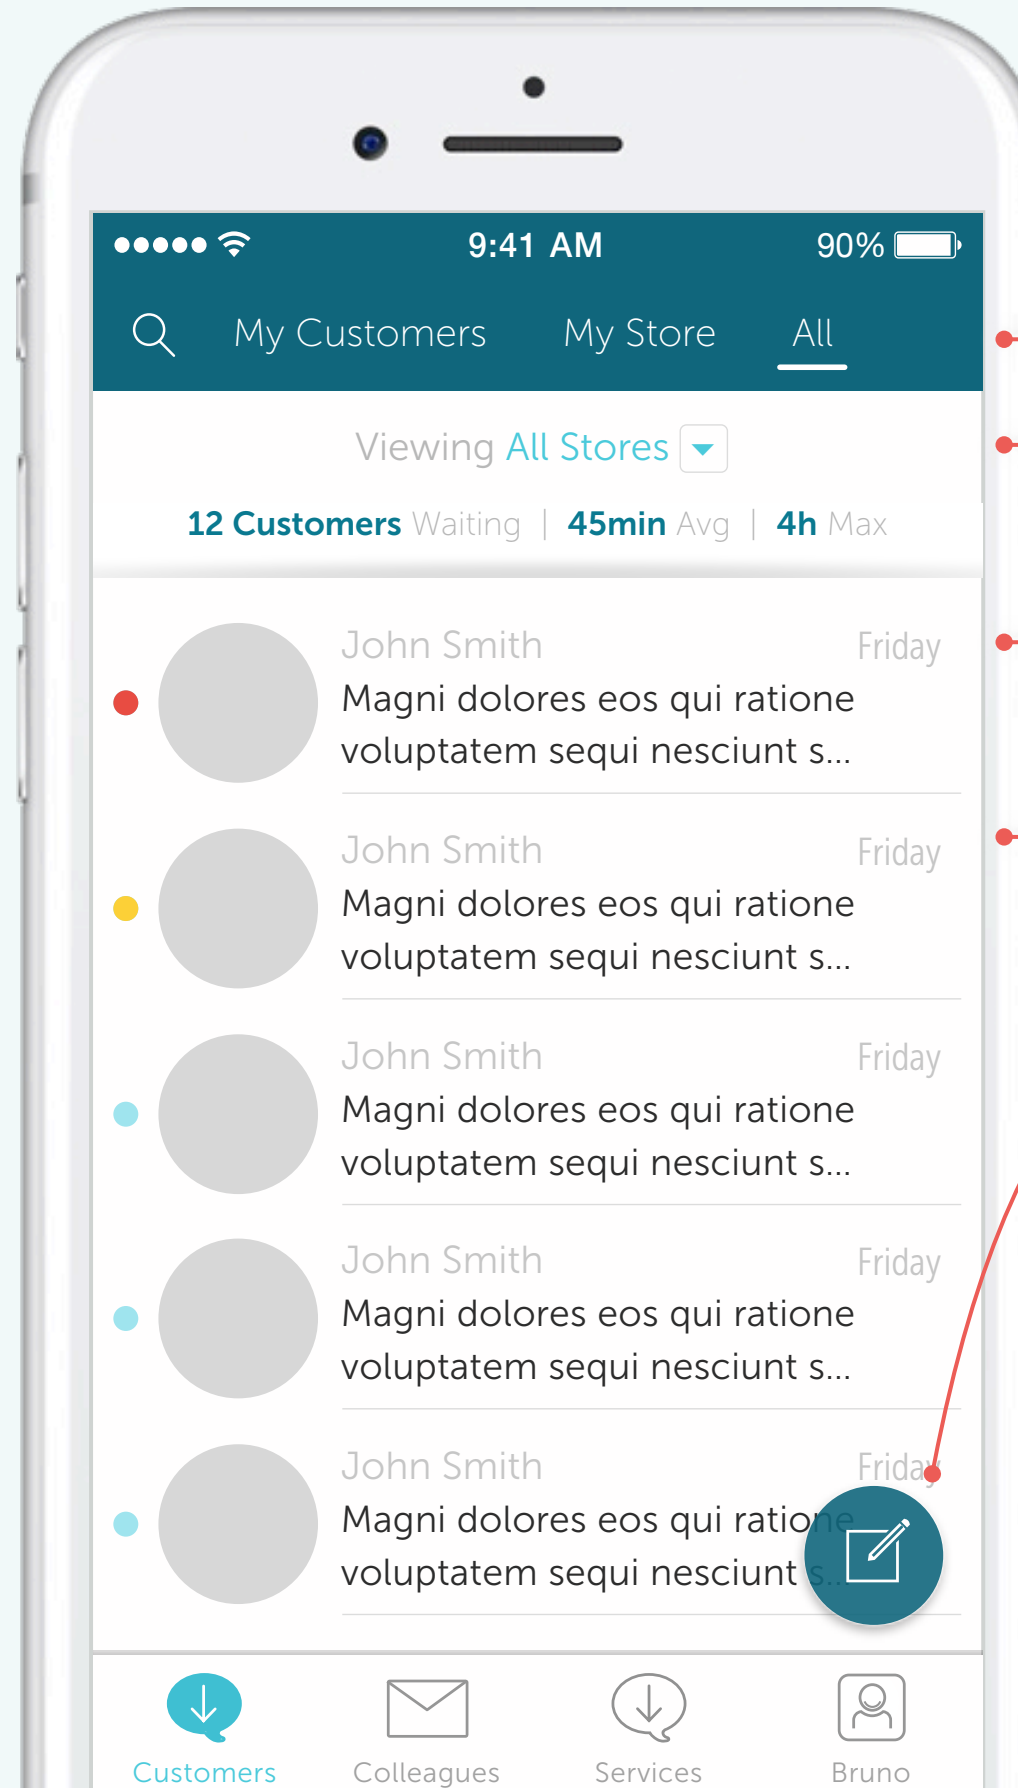 9:41 AM 90%
My Customers My Store All
Viewing All Stores
12 Customers Waiting | 45min Avg | 4h Max
John Smith Friday
Magni dolores eos qui ratione
voluptatem sequi nesciunt s...
John Smith Friday
Magni dolores eos qui ratione
voluptatem sequi nesciunt s...
John Smith Friday
Magni dolores eos qui ratione
voluptatem sequi nesciunt s...
John Smith Friday
Magni dolores eos qui ratione
voluptatem sequi nesciunt s...
John Smith Friday
Magni dolores eos qui ratione
voluptatem sequi nesciunt s...
Customers Colleagues Services Bruno